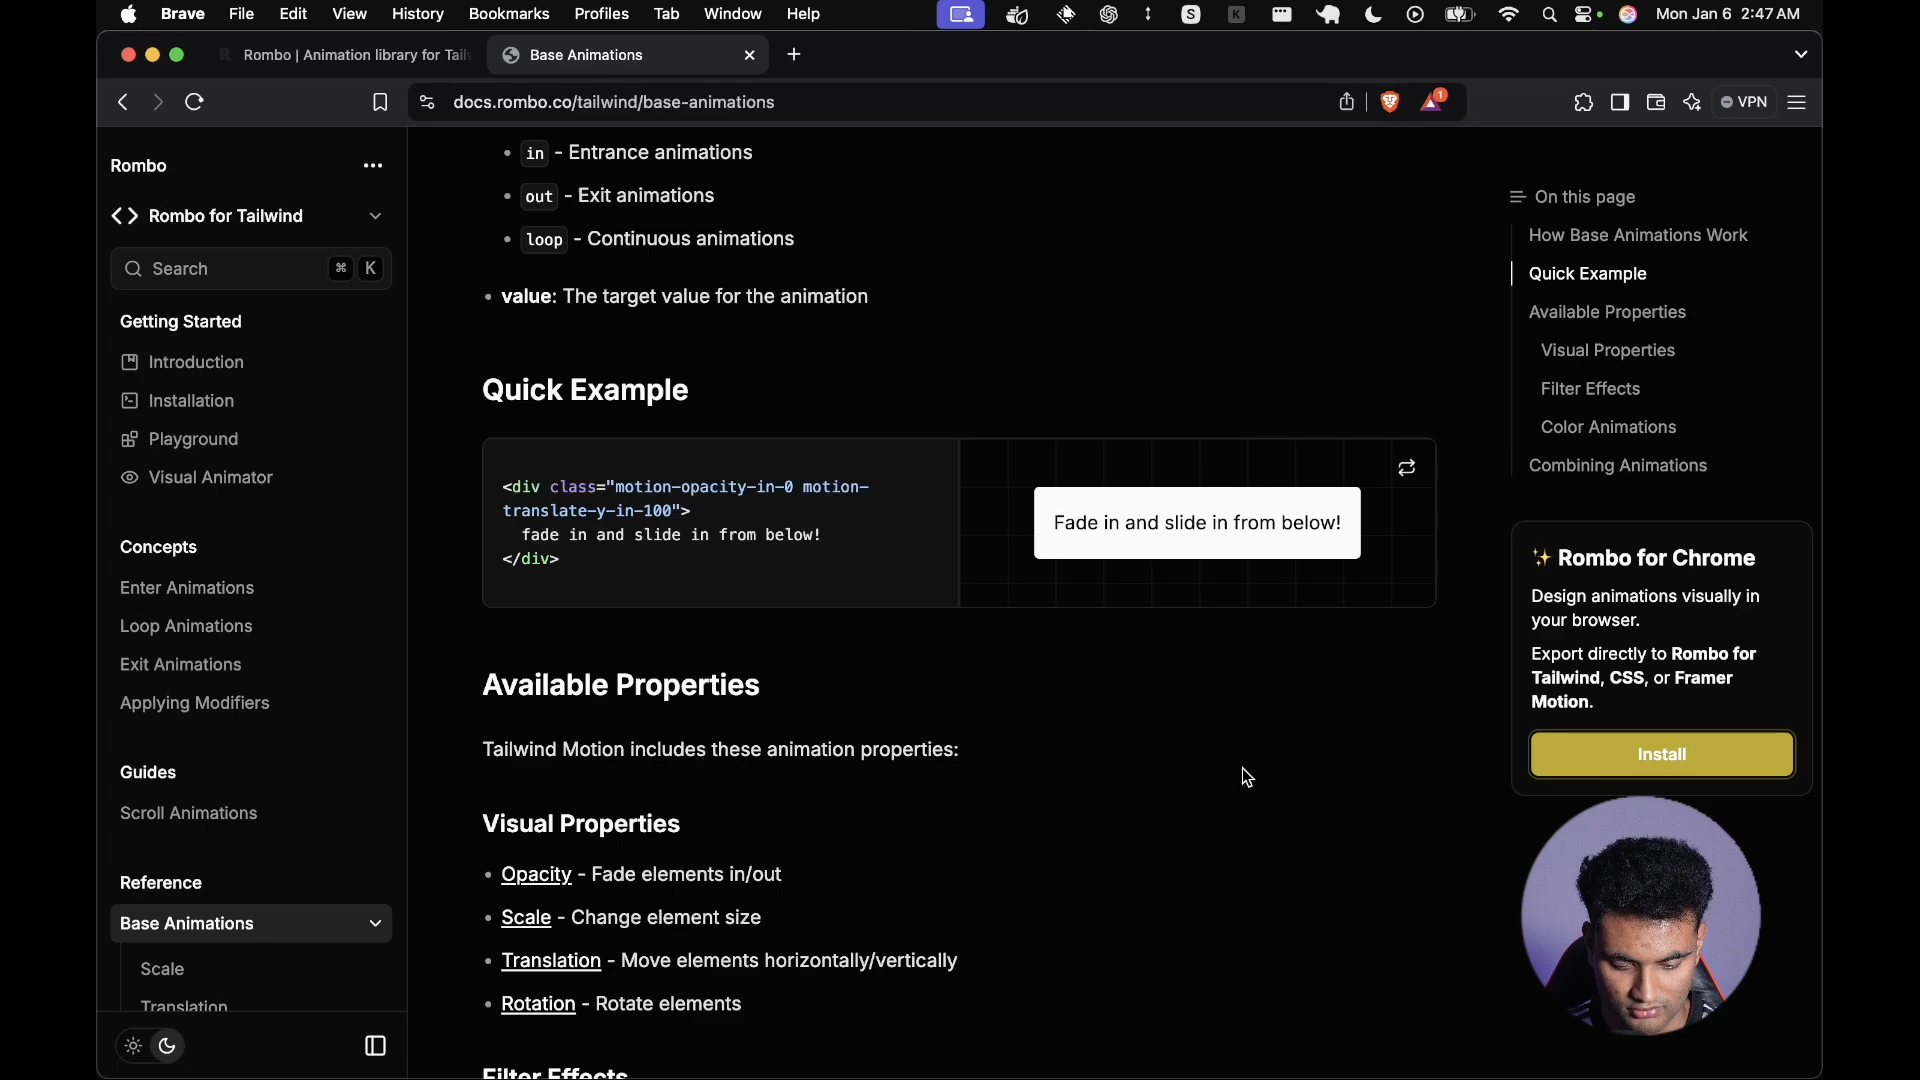 Brave File Edit View History Bookmarks Profiles Tab Window Help Mon Jan 6 2:47 AM
Rombo | Animation library for Tail
Base Animations
docs.rombo.co/tailwind/base-animations
1
VPN
Rombo
Rombo for Tailwind
Search ⌘ K
Getting Started
Introduction
Installation
Playground
Visual Animator
Concepts
Enter Animations
Loop Animations
Exit Animations
Applying Modifiers
Guides
Scroll Animations
Reference
Base Animations
Scale
Translation
• in - Entrance animations
• out - Exit animations
• loop - Continuous animations
• value: The target value for the animation
Quick Example
<div class="motion-opacity-in-0 motion-
translate-y-in-100">
fade in and slide in from below!
</div>
Fade in and slide in from below!
Available Properties
Tailwind Motion includes these animation properties:
Visual Properties
• Opacity - Fade elements in/out
• Scale - Change element size
• Translation - Move elements horizontally/vertically
• Rotation - Rotate elements
Filter Effects
On this page
How Base Animations Work
Quick Example
Available Properties
Visual Properties
Filter Effects
Color Animations
Combining Animations
✨ Rombo for Chrome
Design animations visually in
your browser.
Export directly to Rombo for
Tailwind, CSS, or Framer
Motion.
Install